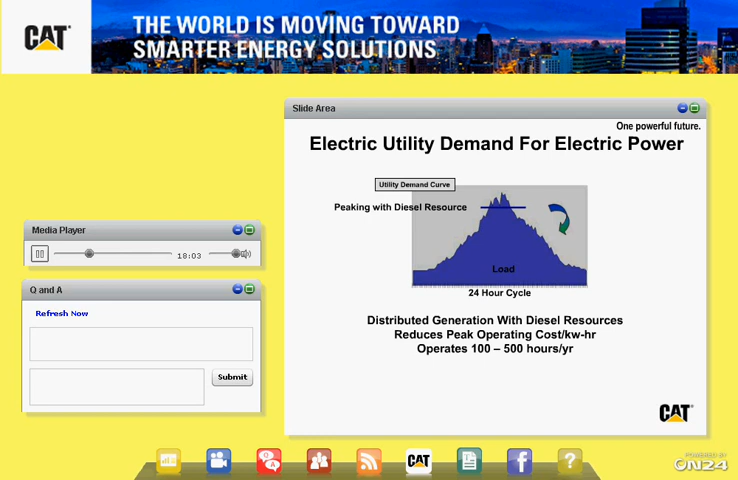 CAT
THE WORLD IS MOVING TOWARD
SMARTER ENERGY SOLUTIONS
Slide Area
One powerful future.
Electric Utility Demand For Electric Power
Utility Demand Curve
Peaking with Diesel Resource
Load
24 Hour Cycle
Distributed Generation With Diesel Resources
Reduces Peak Operating Cost/kw-hr
Operates 100 – 500 hours/yr
CAT
Media Player
18:03
Q and A
Refresh Now
Submit
Q
A
CAT
f
?
POWERED BY
ON24